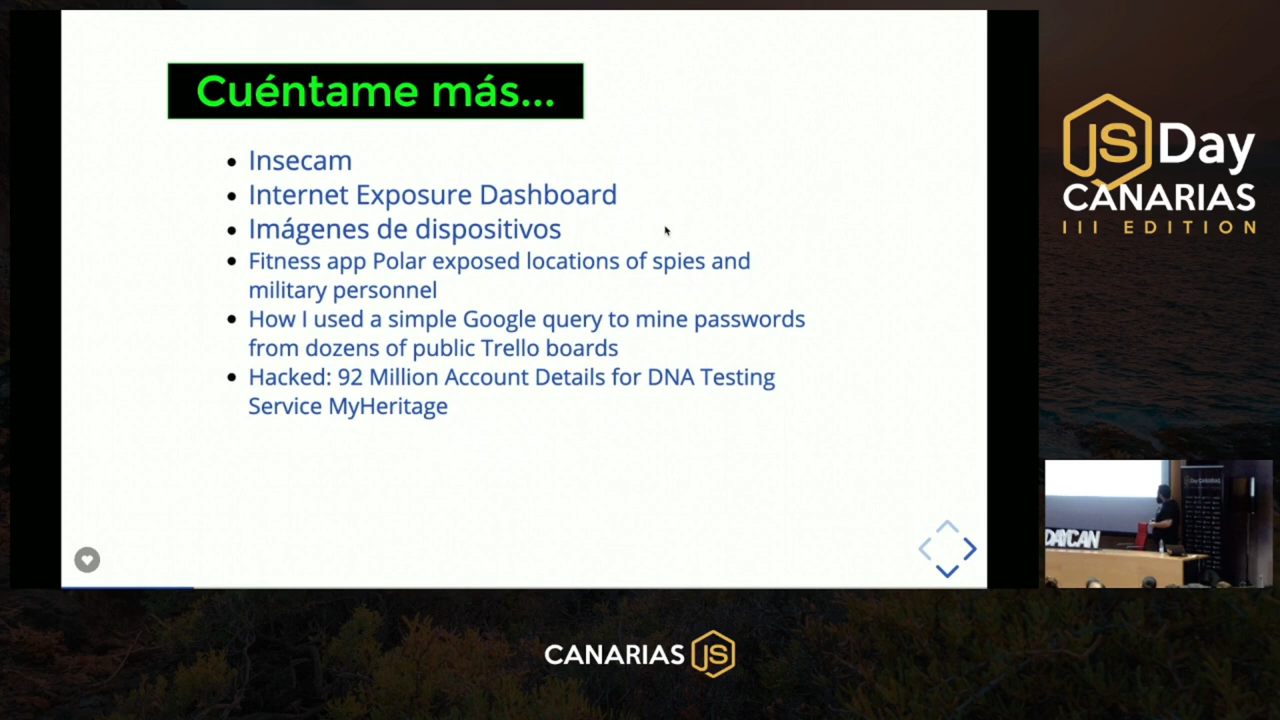 Cuéntame más...
Insecam
Internet Exposure Dashboard
Imágenes de dispositivos
Fitness app Polar exposed locations of spies and
military personnel
How I used a simple Google query to mine passwords
from dozens of public Trello boards
Hacked: 92 Million Account Details for DNA Testing
Service MyHeritage
JS Day
CANARIAS
III EDITION
DAYCAN
CANARIAS JS